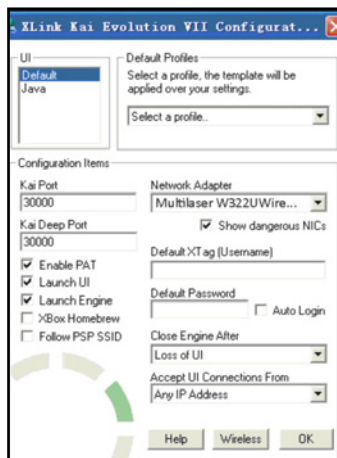 XLink Kai Evolution VII Configurat...
UI
Default
Java
Default Profiles
Select a profile, the template will be
applied over your settings.
Select a profile..
Configuration Items
Kai Port
30000
Kai Deep Port
30000
Enable PAT
Launch UI
Launch Engine
XBox Homebrew
Follow PSP SSID
Network Adapter
Multilaser W322UWire...
Show dangerous NICs
Default XTag (Username)
Default Password
Auto Login
Close Engine After
Loss of UI
Accept UI Connections From
Any IP Address
Help
Wireless
OK